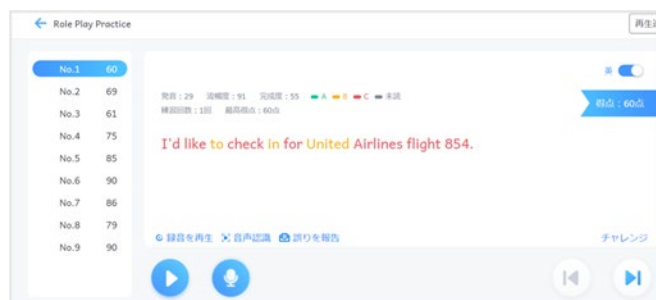 ← Role Play Practice
再生速
No.1 60
No.2 69
No.3 61
No.4 75
No.5 85
No.6 90
No.7 86
No.8 79
No.9 90
英
発音：29 流暢度：91 完成度：55 A B C 未読
練習回数：1回 最高得点：60点
得点：60点
I'd like to check in for United Airlines flight 854.
録音を再生 音声認識 誤りを報告
チャレンジ